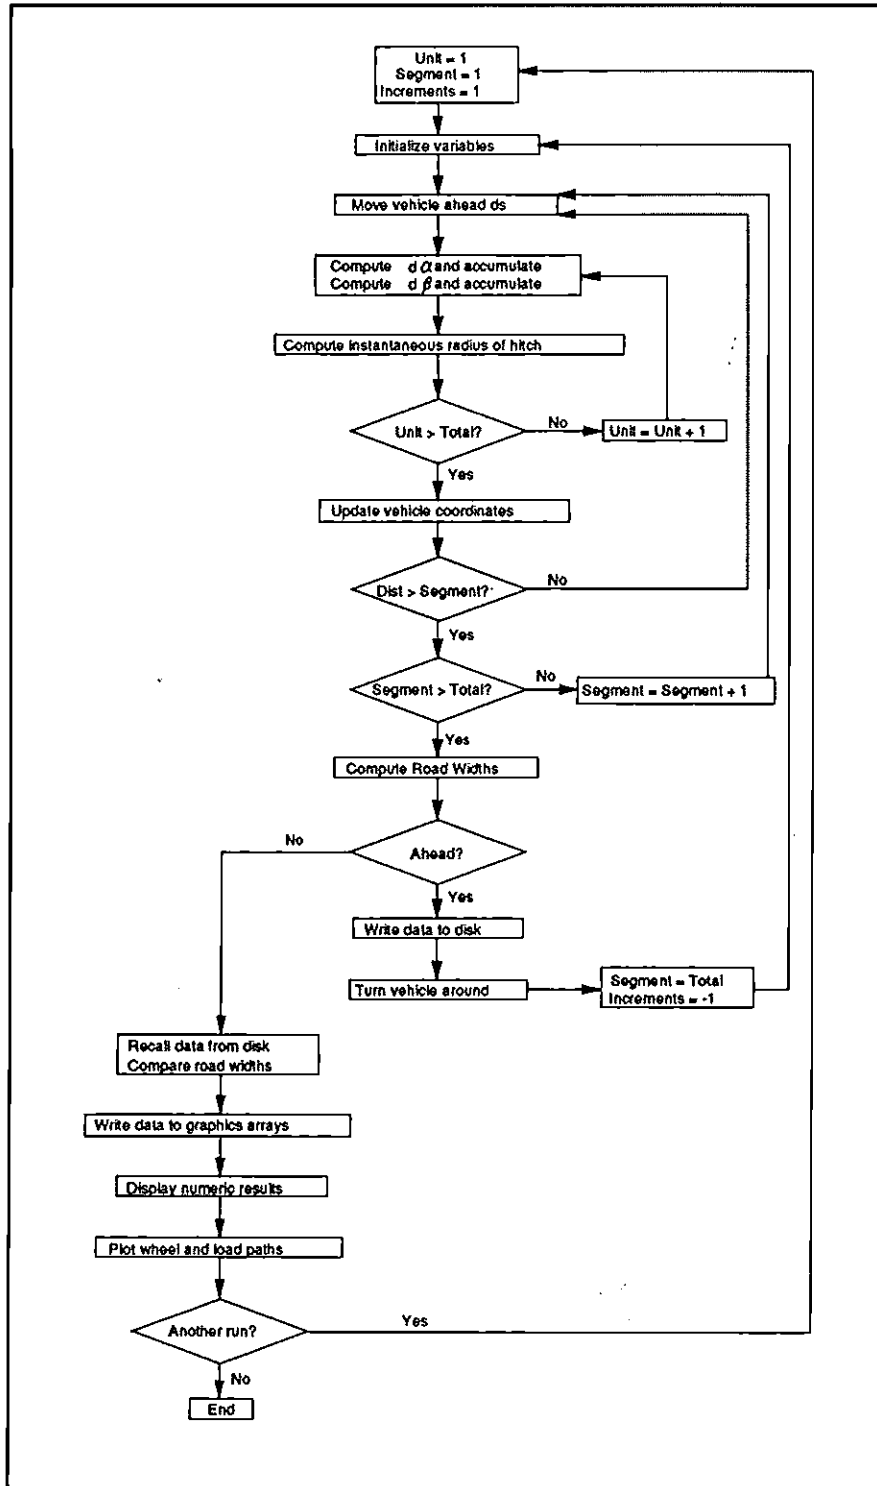 Unit = 1
Segment = 1
Increments = 1
Initialize variables
Move vehicle ahead ds
Compute d α and accumulate
Compute d β and accumulate
Compute instantaneous radius of hitch
Unit > Total?
No
Unit = Unit + 1
Yes
Update vehicle coordinates
Dist > Segment?
No
Yes
Segment > Total?
No
Segment = Segment + 1
Yes
Compute Road Widths
No
Ahead?
Yes
Write data to disk
Turn vehicle around
Segment = Total
Increments = -1
Recall data from disk
Compare road widths
Write data to graphics arrays
Display numeric results
Plot wheel and load paths
Another run?
Yes
No
End